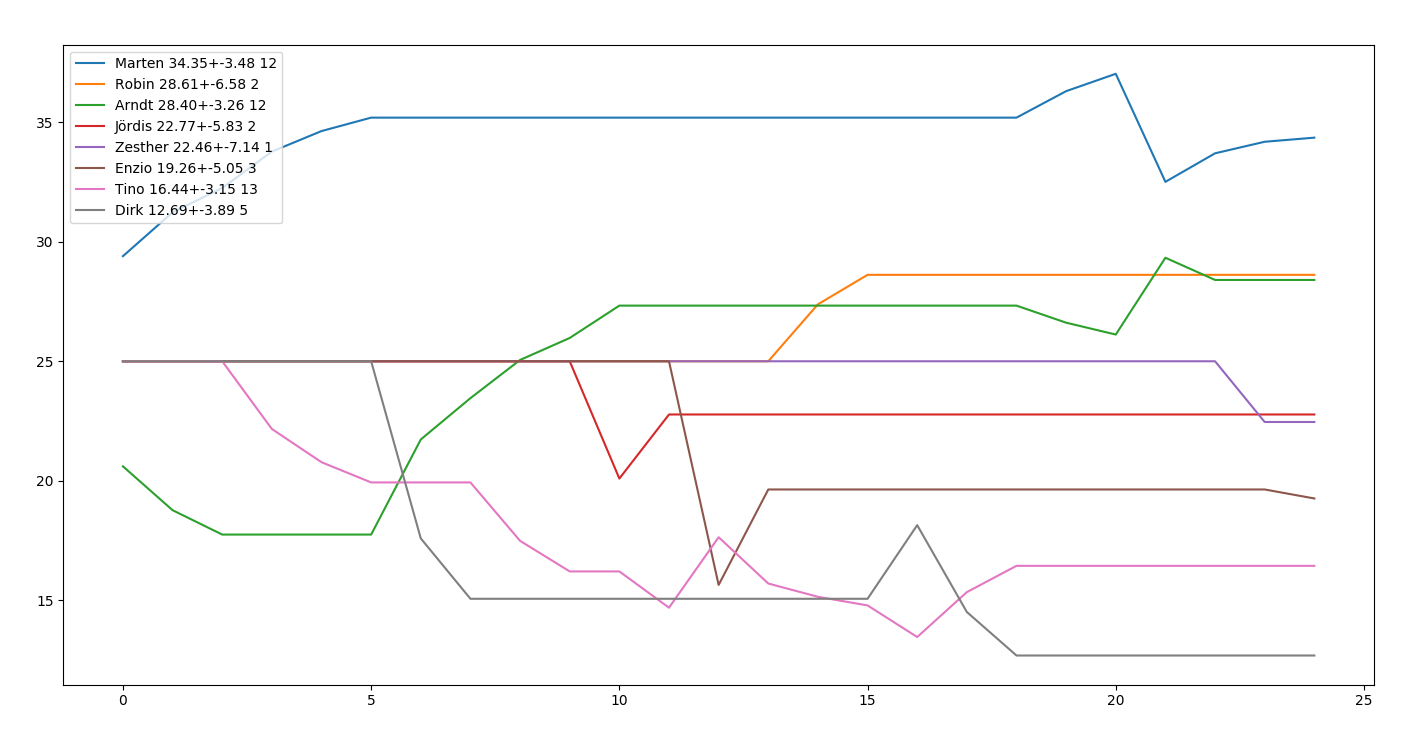 Marten 34.35+-3.48 12
Robin 28.61+-6.58 2
Arndt 28.40+-3.26 12
Jördis 22.77+-5.83 2
Zesther 22.46+-7.14 1
Enzio 19.26+-5.05 3
Tino 16.44+-3.15 13
Dirk 12.69+-3.89 5
35
30
25
20
15
0 5 10 15 20 25